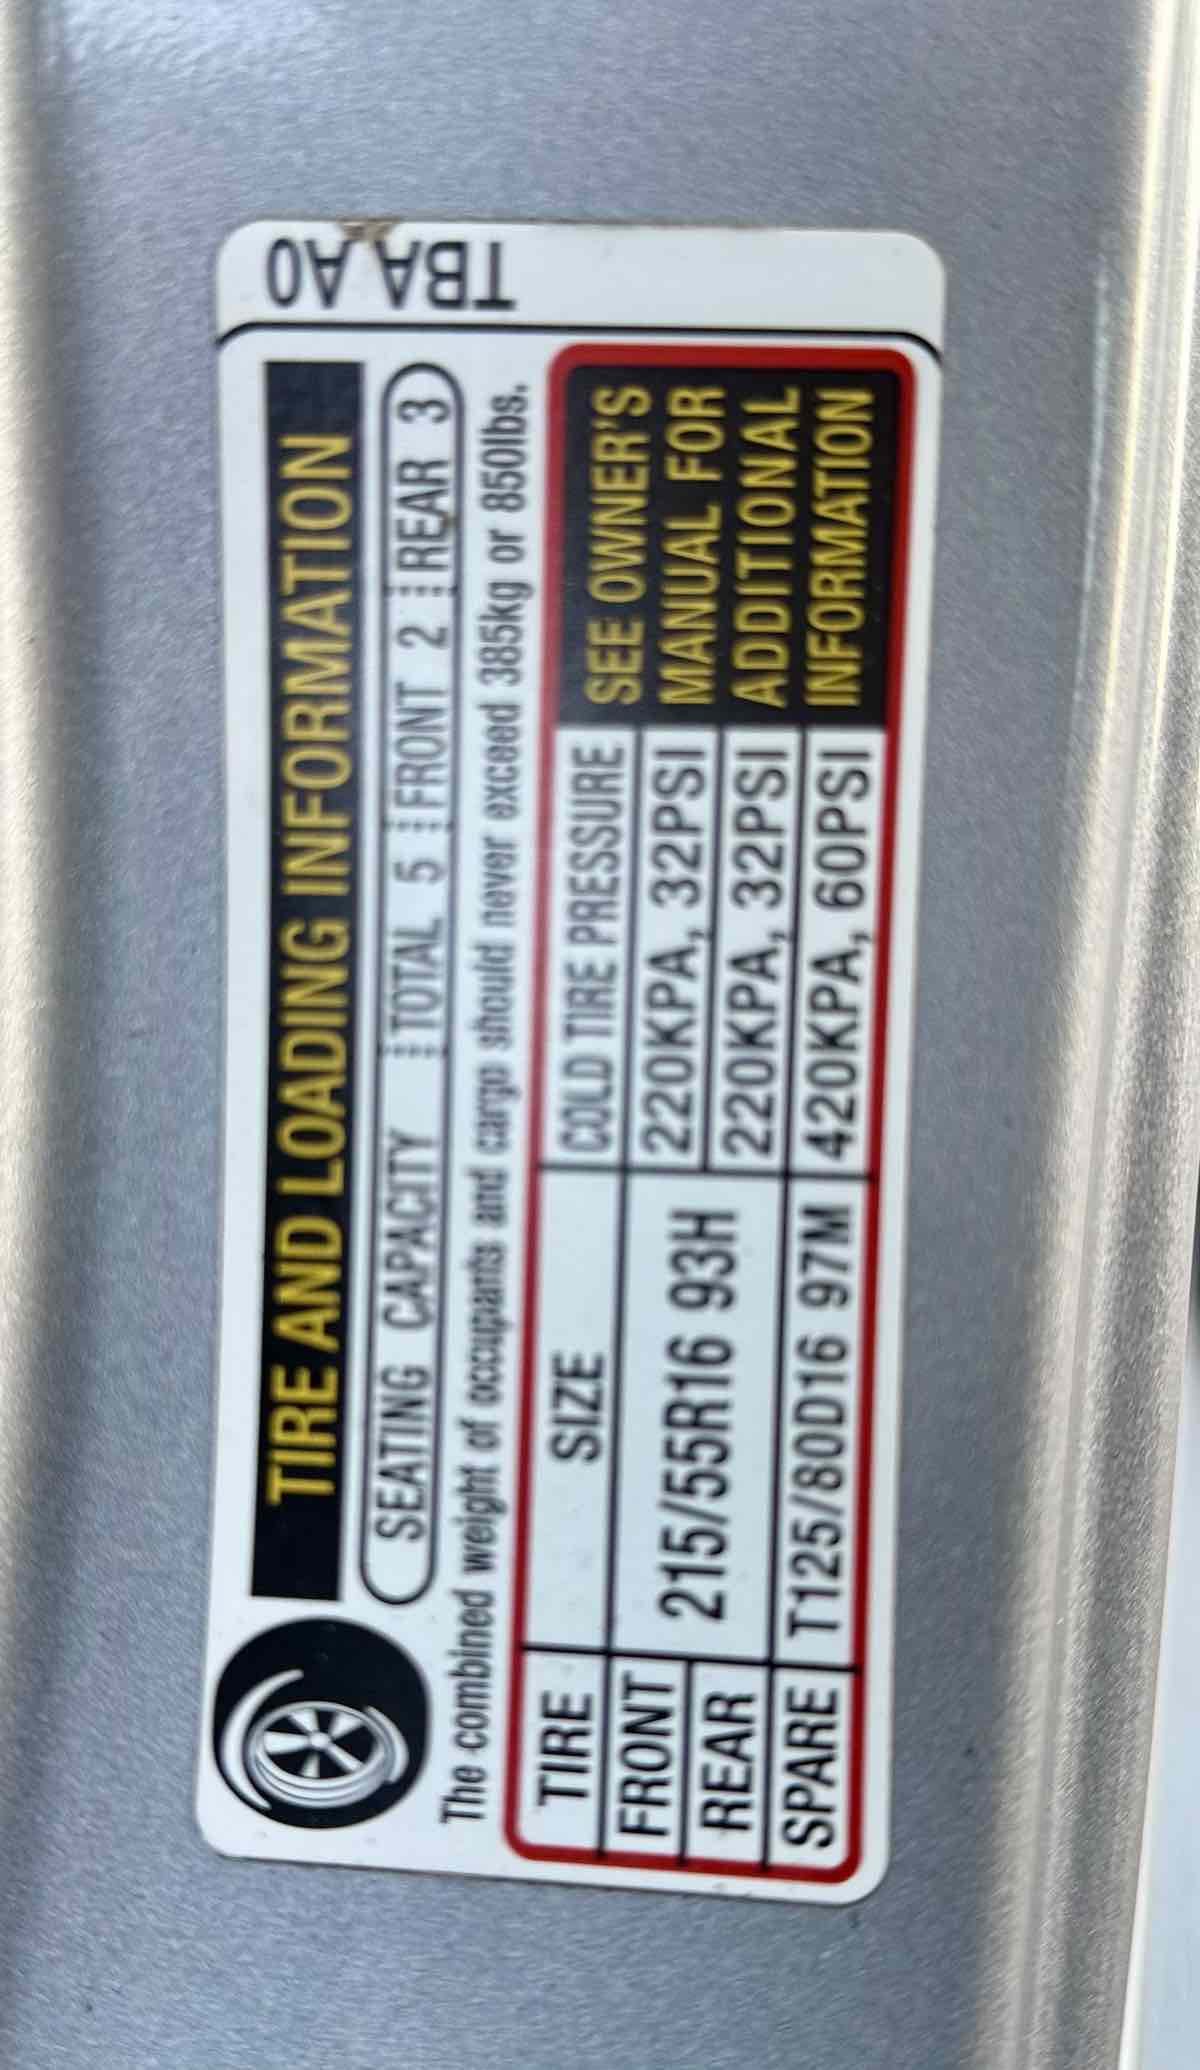 TIRE AND LOADING INFORMATION
SEATING CAPACITY TOTAL 5 FRONT 2 REAR 3
The combined weight of occupants and cargo should never exceed 385kg or 850lbs.
TIRE SIZE COLD TIRE PRESSURE
FRONT 215/55R16 93H 220KPA, 32PSI
REAR 220KPA, 32PSI
SPARE T125/80D16 97M 420KPA, 60PSI
SEE OWNER'S
MANUAL FOR
ADDITIONAL
INFORMATION
TBA A0